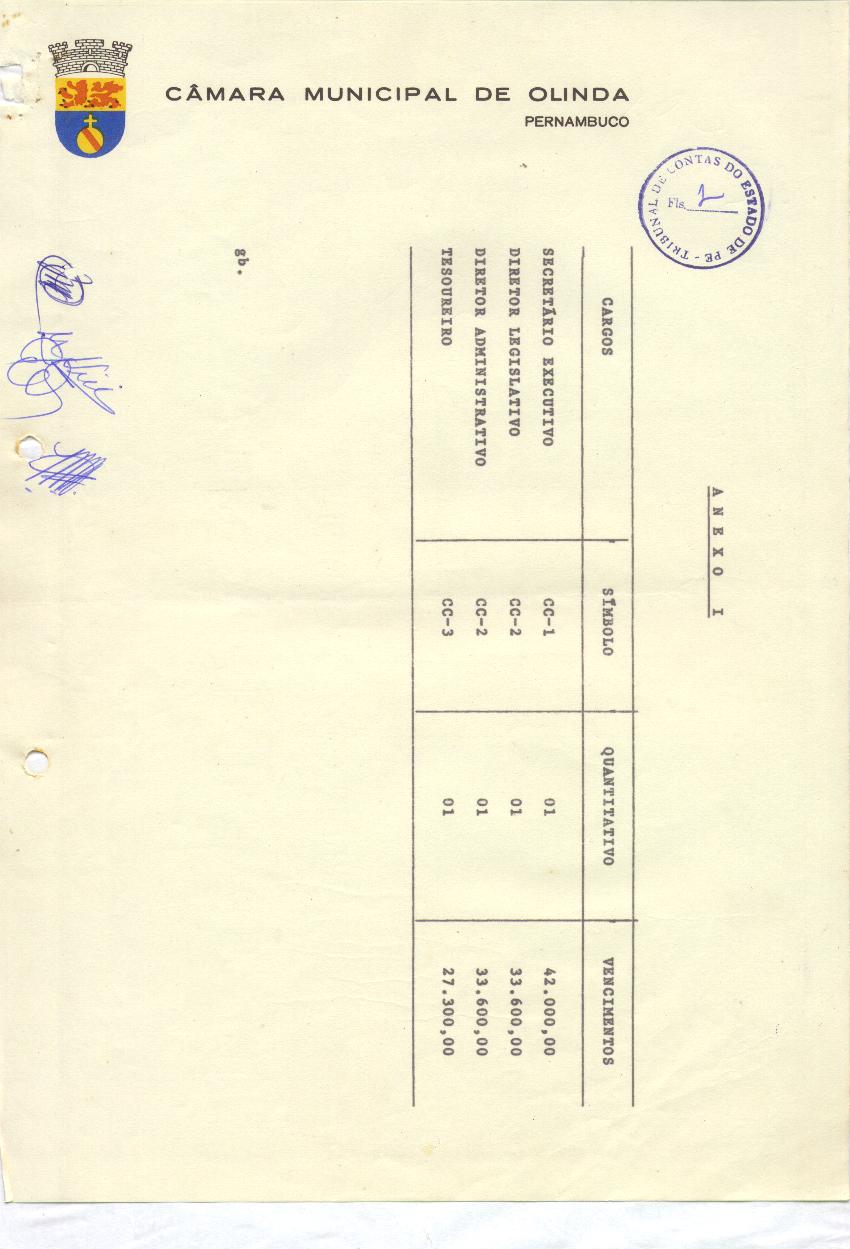 CÂMARA MUNICIPAL DE OLINDA
PERNAMBUCO
TRIBUNAL DE CONTAS DO ESTADO DE PE -
Fls. 2
ANEXO I
CARGOS SÍMBOLO QUANTITATIVO VENCIMENTOS
SECRETÁRIO EXECUTIVO CC-1 01 42.000,00
DIRETOR LEGISLATIVO CC-2 01 33.600,00
DIRETOR ADMINISTRATIVO CC-2 01 33.600,00
TESOUREIRO CC-3 01 27.300,00
gb.